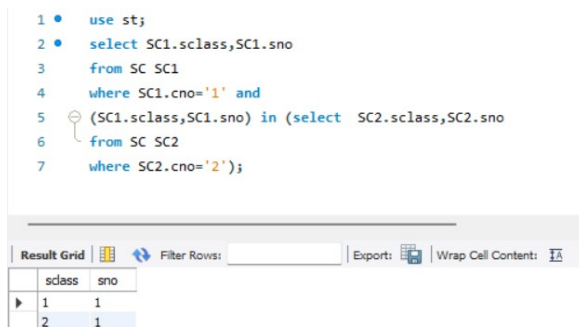 1 use st;
2 select SC1.sclass,SC1.sno
3 from SC SC1
4 where SC1.cno='1' and
5 (SC1.sclass,SC1.sno) in (select SC2.sclass,SC2.sno
6 from SC SC2
7 where SC2.cno='2');
Result Grid Filter Rows: Export: Wrap Cell Content: IA
sclass sno
1 1
2 1